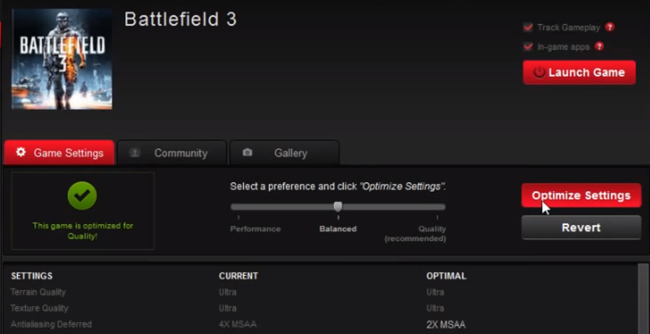 Battlefield 3
BATTLEFIELD
3
Track Gameplay ?
In-game apps ?
Launch Game
Game Settings
Community
Gallery
Select a preference and click "Optimize Settings".
Performance
Balanced
Quality
(recommended)
This game is optimized for
Quality!
Optimize Settings
Revert
SETTINGS CURRENT OPTIMAL
Terrain Quality Ultra Ultra
Texture Quality Ultra Ultra
Antialiasing Deferred 4X MSAA 2X MSAA